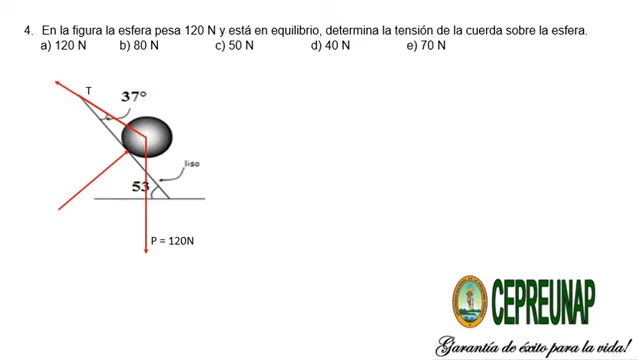 4. En la figura la esfera pesa 120 N y está en equilibrio, determina la tensión de la cuerda sobre la esfera.
a) 120 N b) 80 N c) 50 N d) 40 N e) 70 N
T
37°
liso
53
P = 120N
CEPREUNAP
Garantía de éxito para la vida!